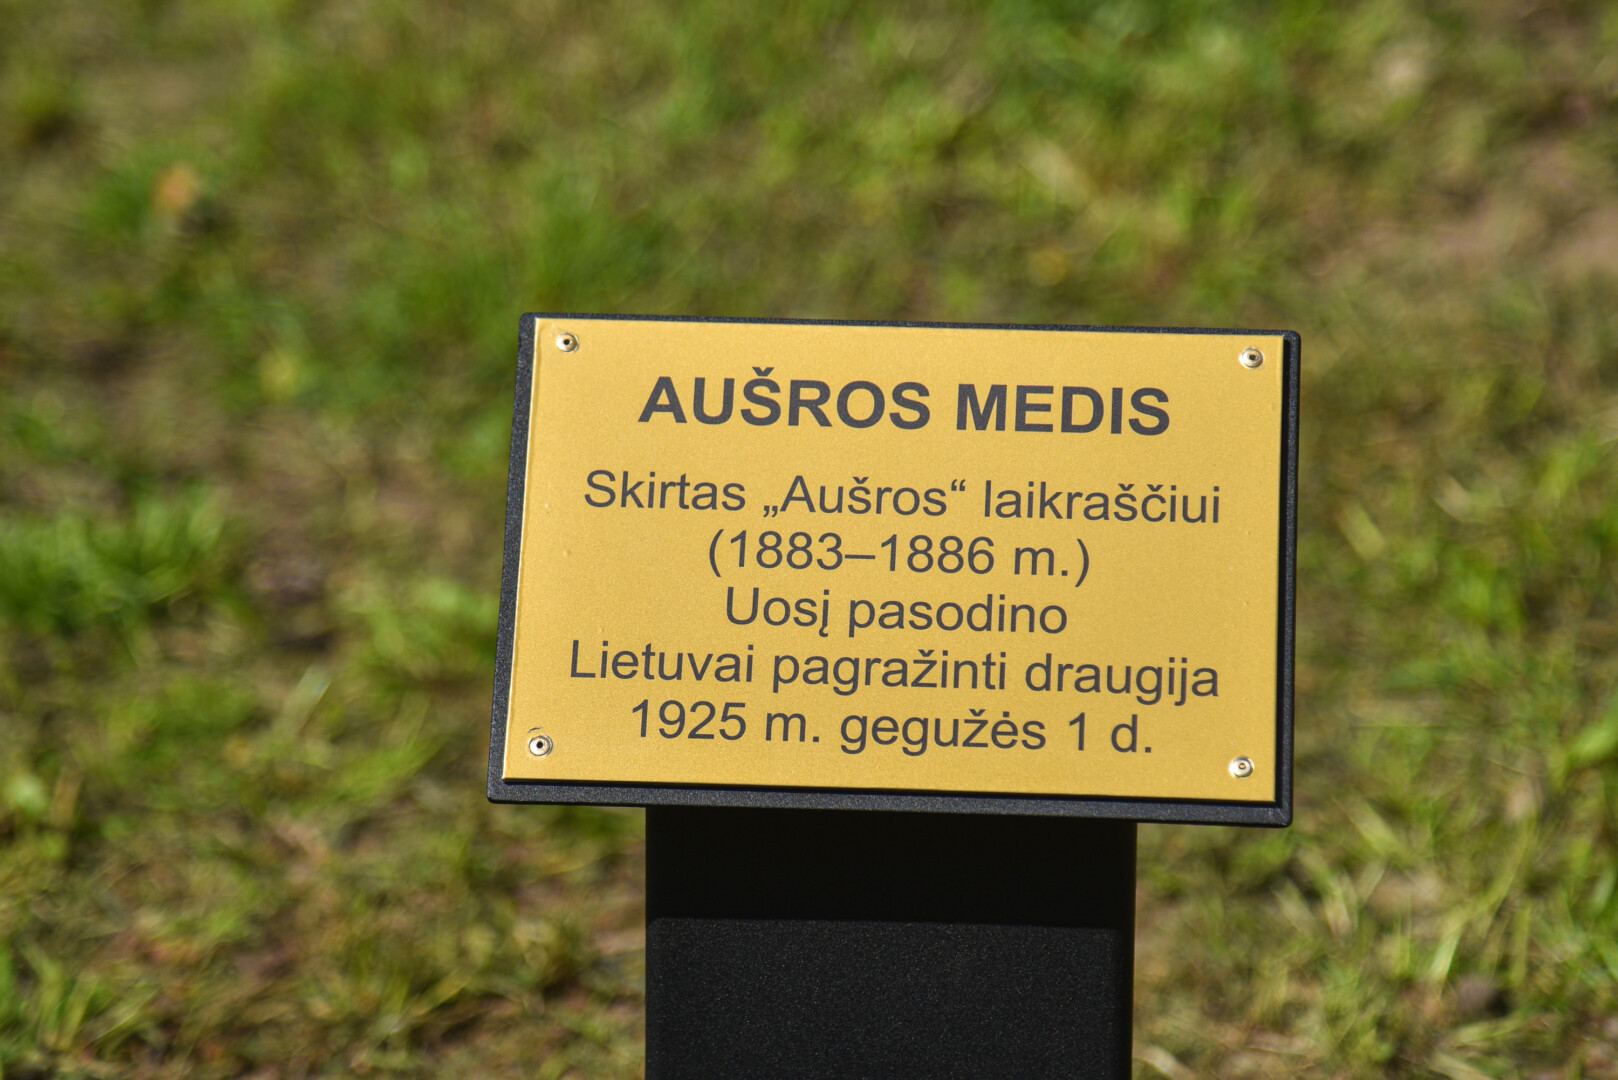 AUŠROS MEDIS
Skirtas „Aušros“ laikraščiui
(1883–1886 m.)
Uosį pasodino
Lietuvai pagražinti draugija
1925 m. gegužės 1 d.